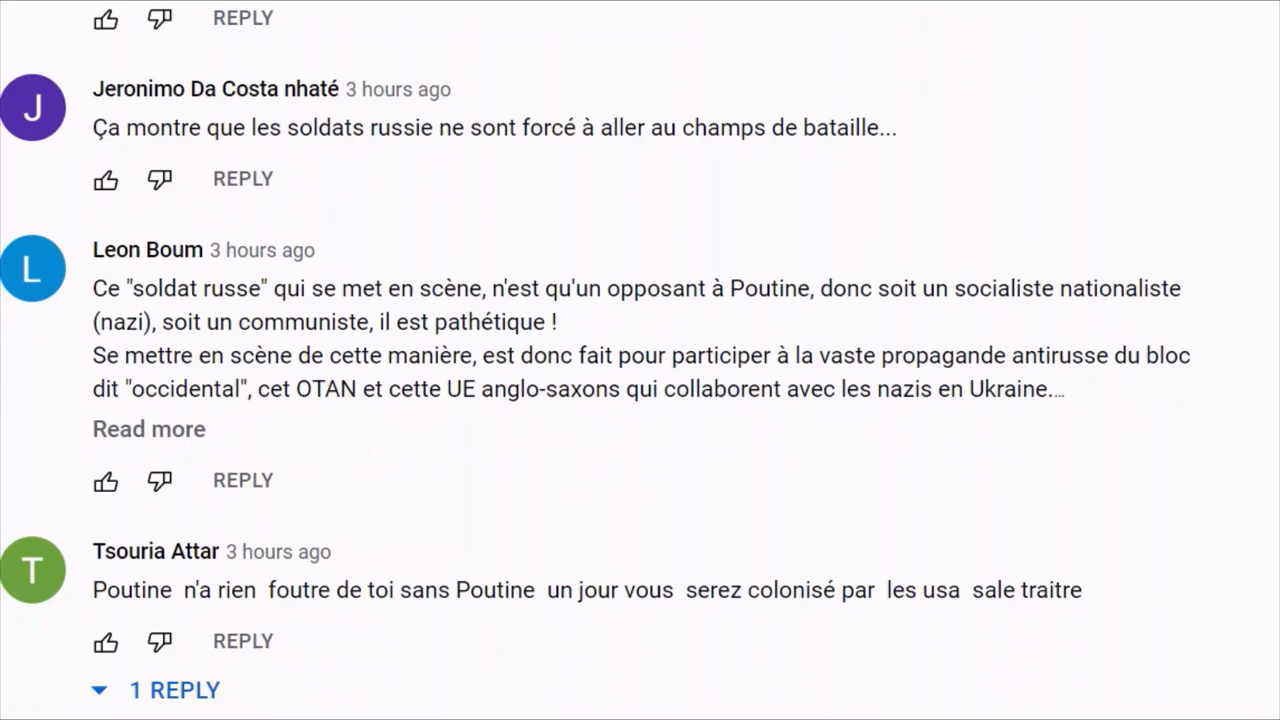 REPLY
J
Jeronimo Da Costa nhaté 3 hours ago
Ça montre que les soldats russie ne sont forcé à aller au champs de bataille...
REPLY
L
Leon Boum 3 hours ago
Ce "soldat russe" qui se met en scène, n'est qu'un opposant à Poutine, donc soit un socialiste nationaliste
(nazi), soit un communiste, il est pathétique !
Se mettre en scène de cette manière, est donc fait pour participer à la vaste propagande antirusse du bloc
dit "occidental", cet OTAN et cette UE anglo-saxons qui collaborent avec les nazis en Ukraine.…
Read more
REPLY
T
Tsouria Attar 3 hours ago
Poutine  n'a rien  foutre de toi sans Poutine  un jour vous  serez colonisé par  les usa  sale traitre
REPLY
1 REPLY